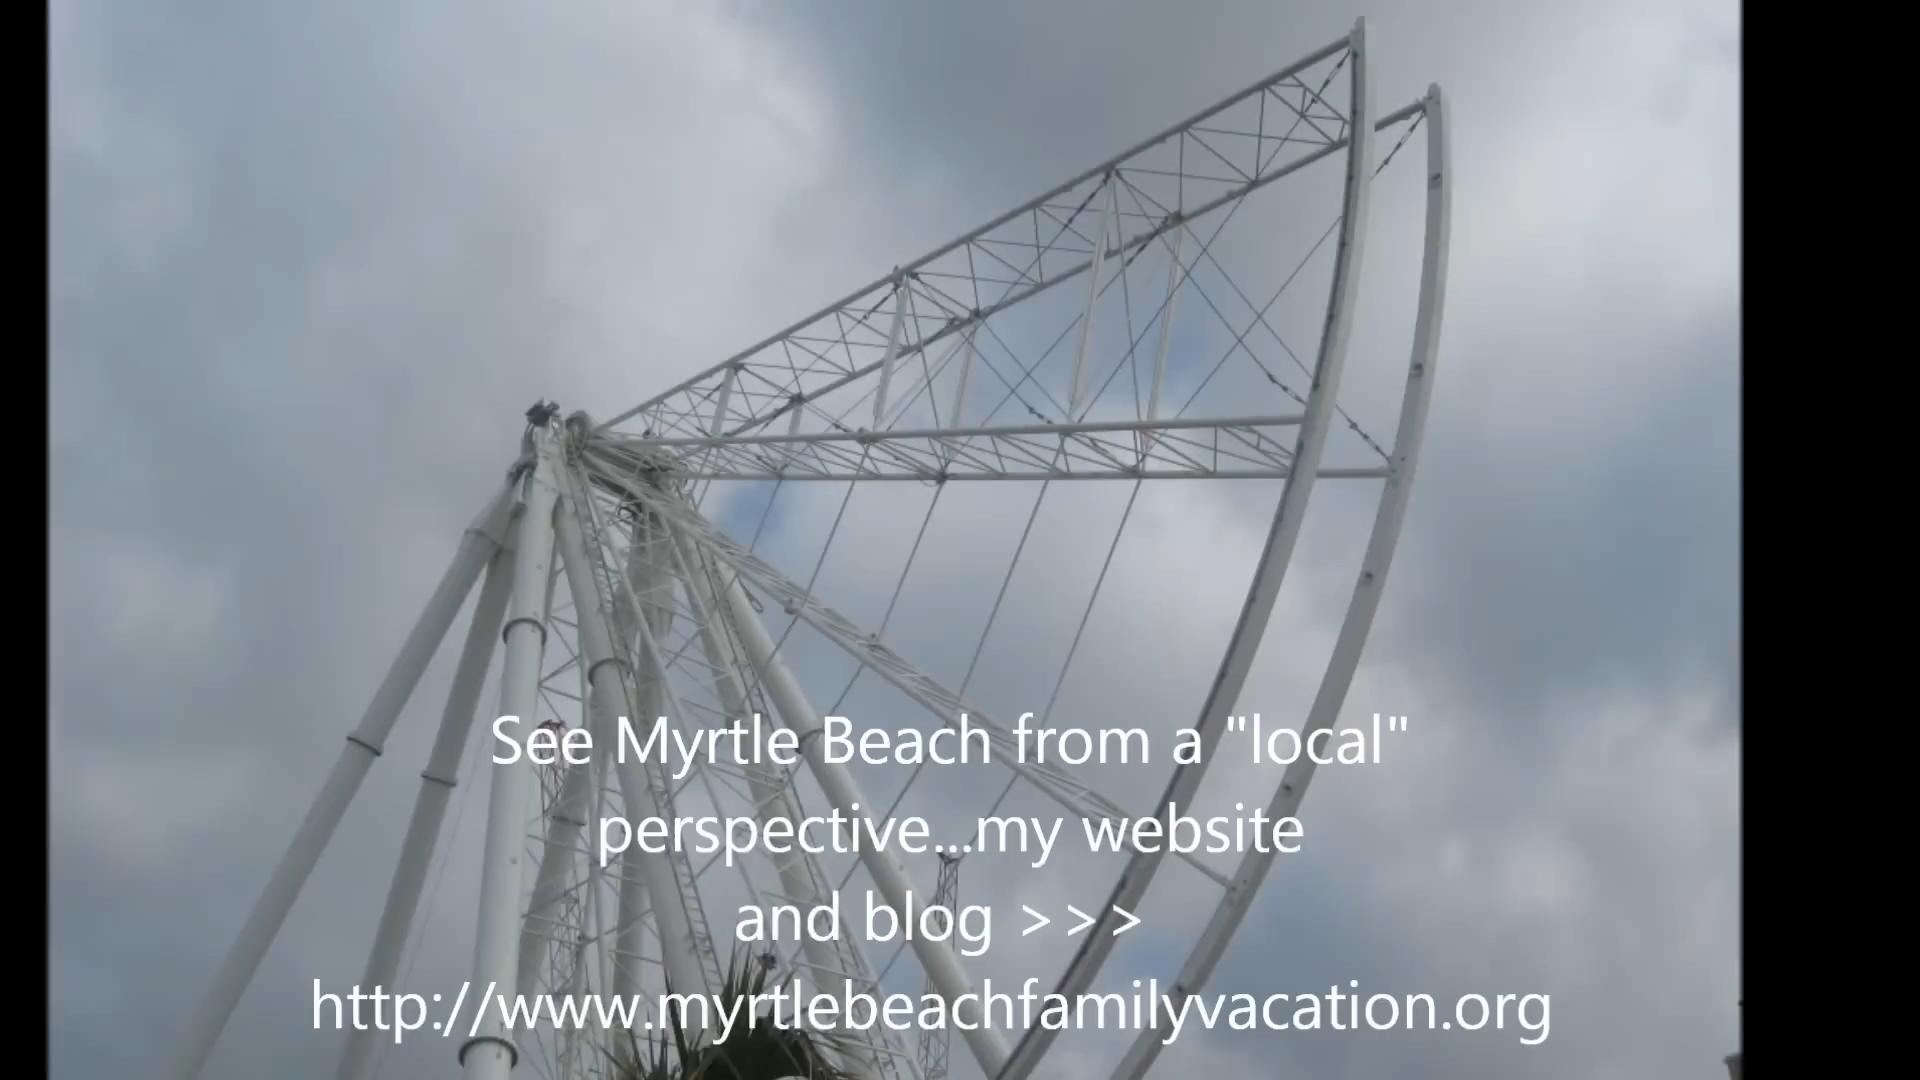 See Myrtle Beach from a "local"
perspective...my website
and blog >>>
http://www.myrtlebeachfamilyvacation.org